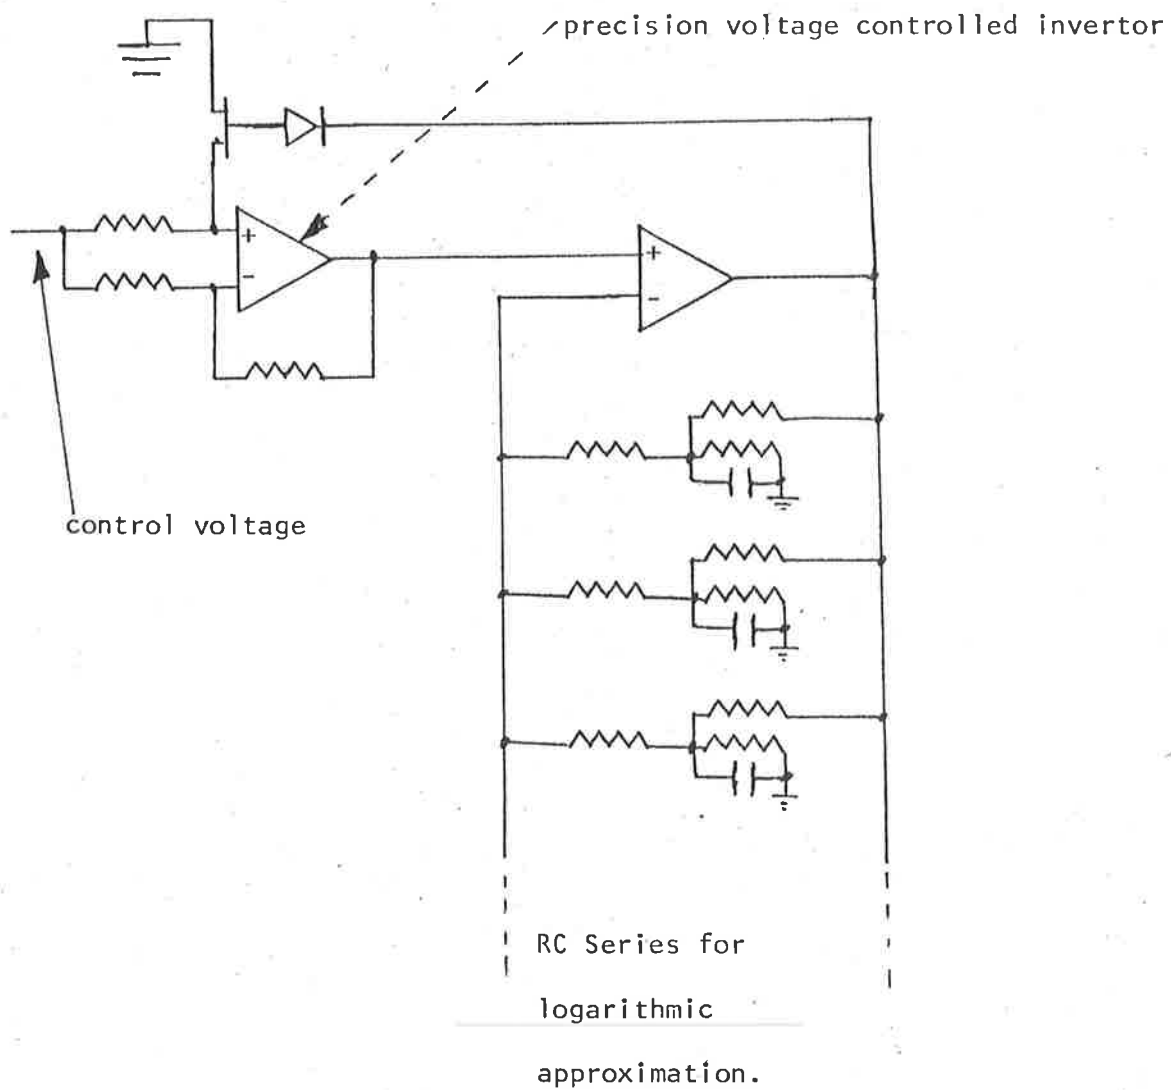 precision voltage controlled invertor
+
-
+
-
control voltage
RC Series for
logarithmic
approximation.